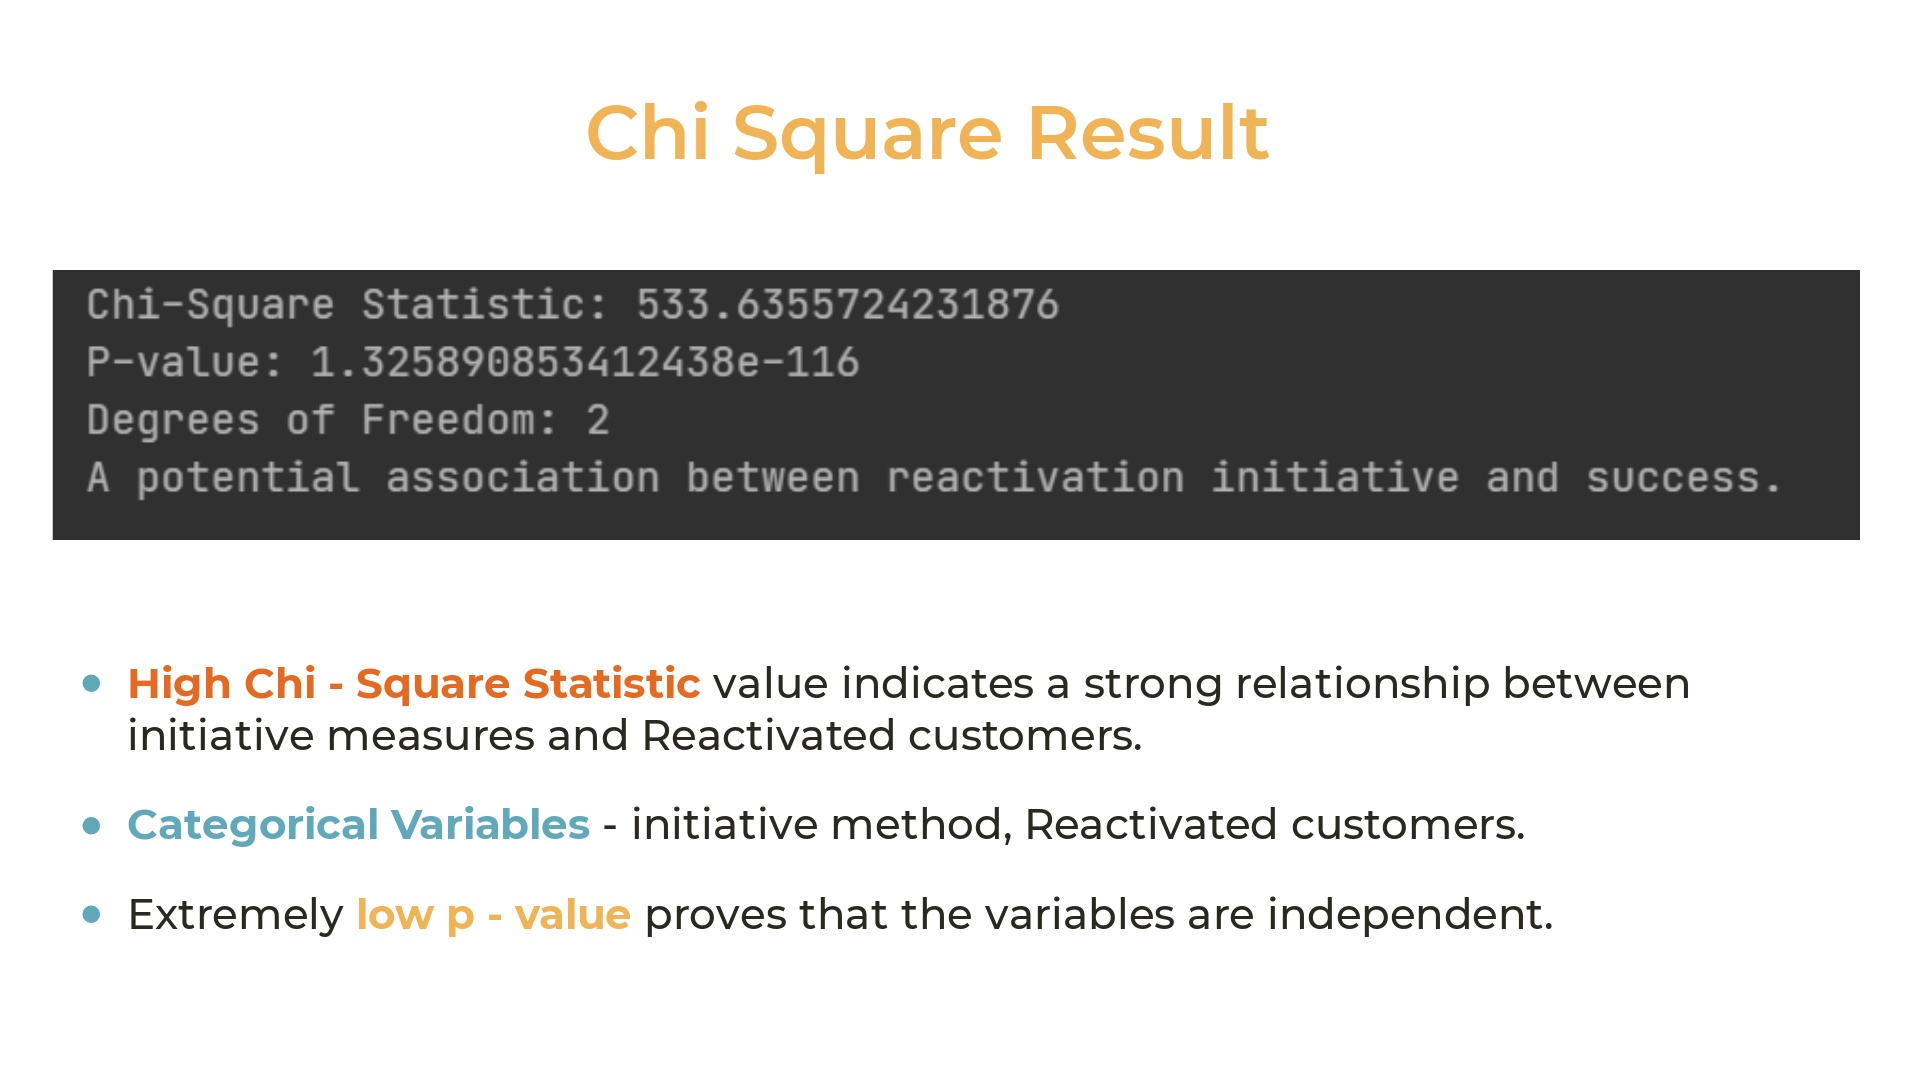 Chi Square Result
Chi-Square Statistic: 533.6355724231876
P-value: 1.325890853412438e-116
Degrees of Freedom: 2
A potential association between reactivation initiative and success.
• High Chi - Square Statistic value indicates a strong relationship between
initiative measures and Reactivated customers.
• Categorical Variables - initiative method, Reactivated customers.
• Extremely low p - value proves that the variables are independent.